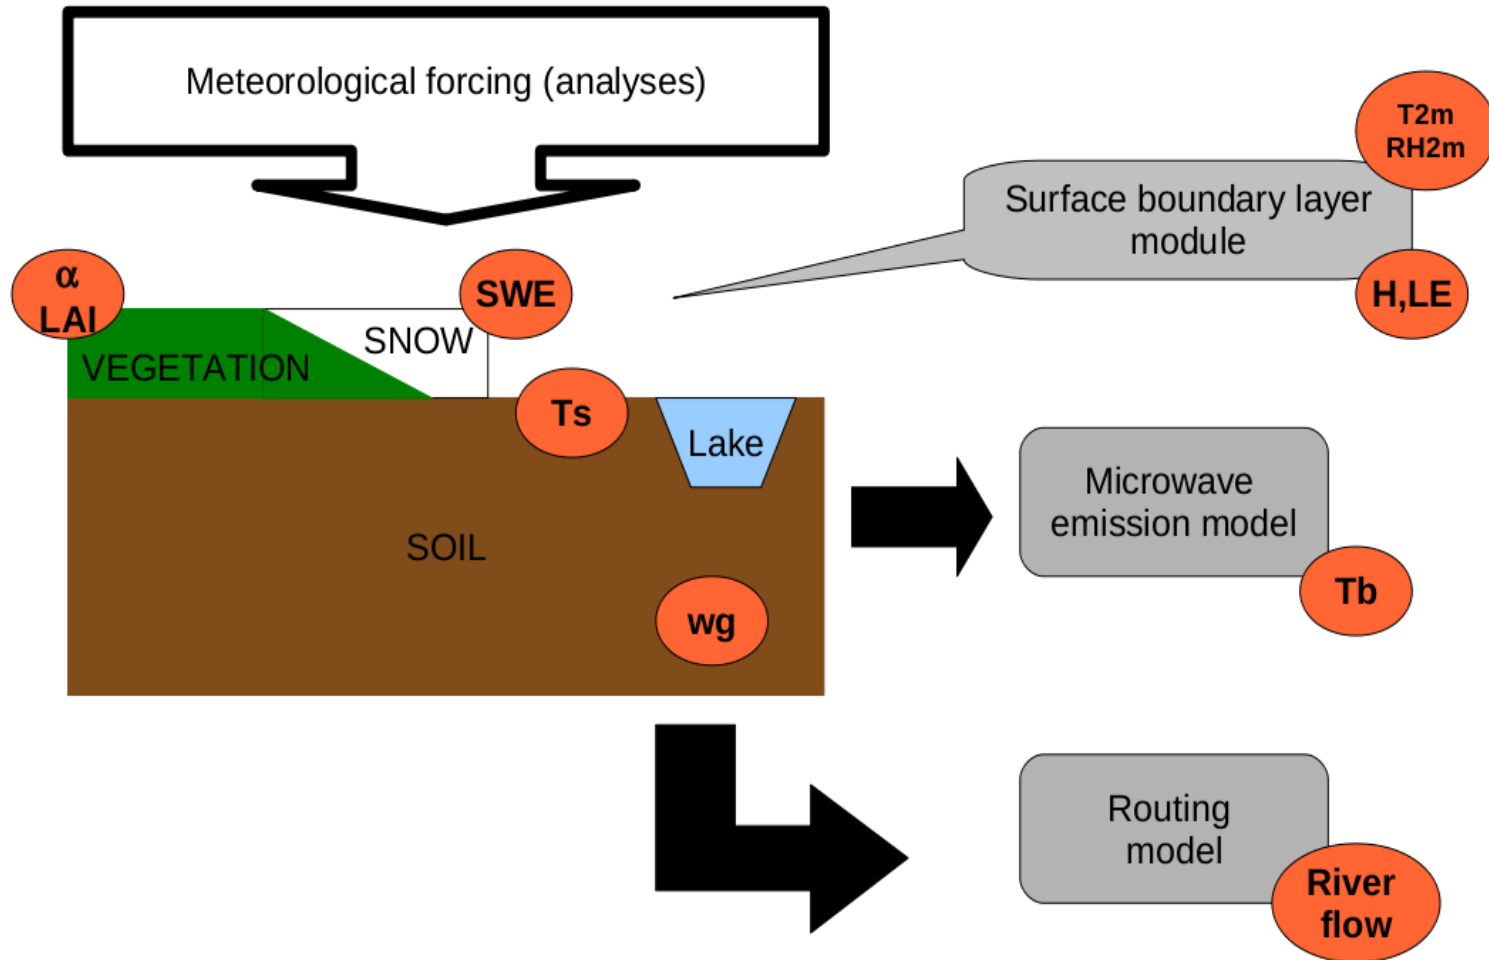 Meteorological forcing (analyses)
T2m
RH2m
Surface boundary layer
module
H,LE
α
LAI
SWE
SNOW
VEGETATION
Ts
Lake
SOIL
wg
Microwave
emission model
Tb
Routing
model
River
flow